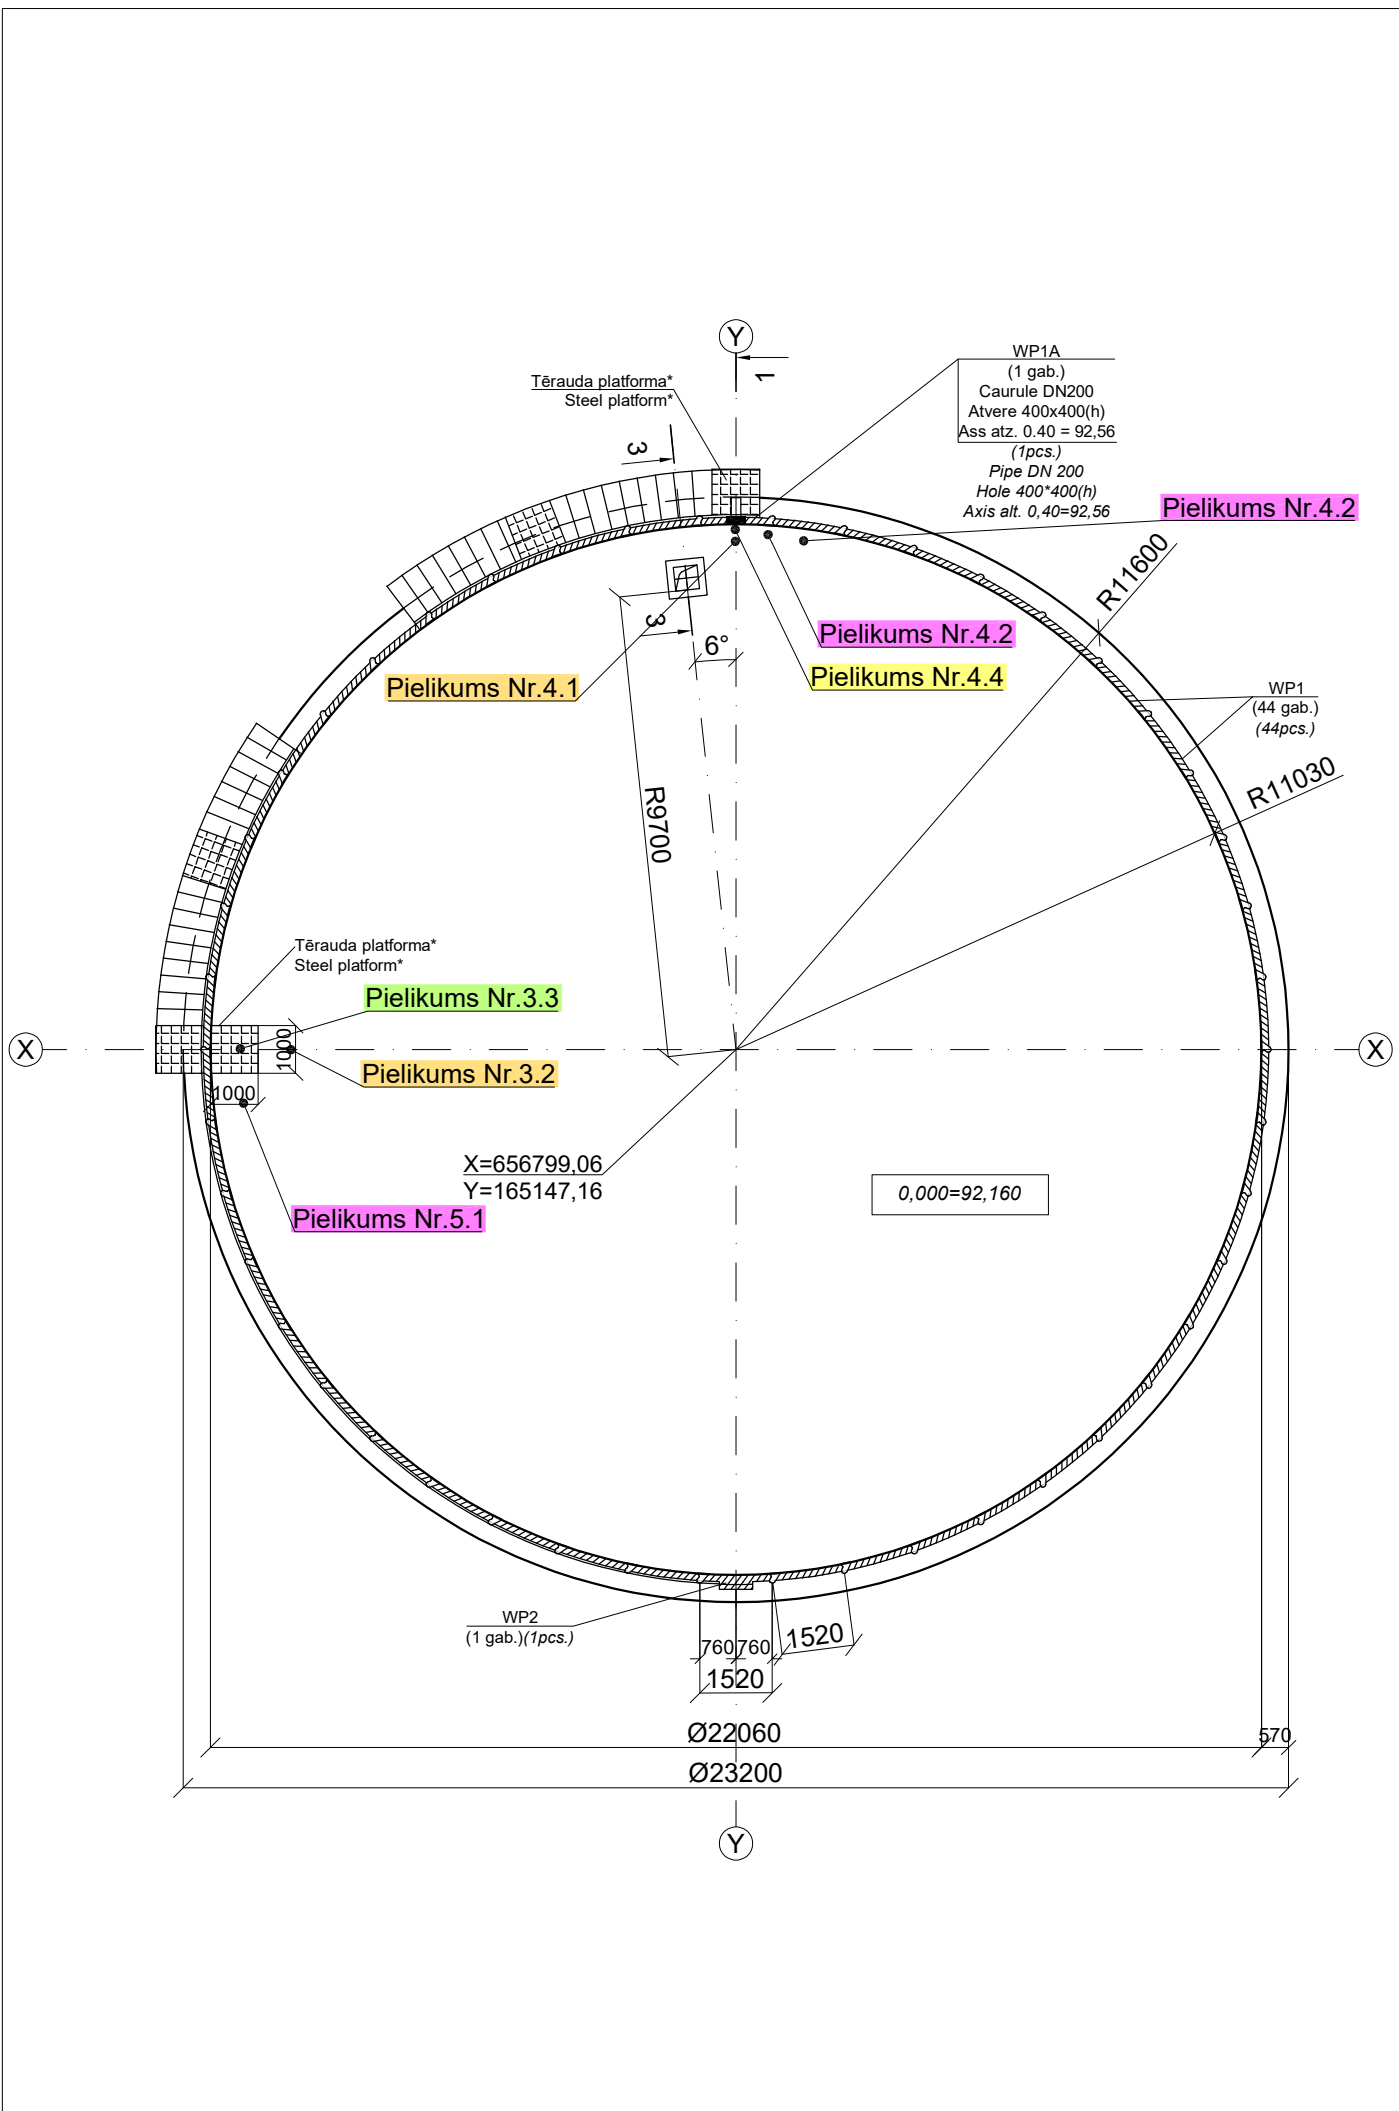 Y
1
Tērauda platforma*
Steel platform*
WP1A
(1 gab.)
Caurule DN200
Atvere 400x400(h)
Ass atz. 0.40 = 92,56
(1pcs.)
Pipe DN 200
Hole 400*400(h)
Axis alt. 0,40=92,56
3
Pielikums Nr.4.2
R11600
3
6°
Pielikums Nr.4.2
Pielikums Nr.4.4
Pielikums Nr.4.1
WP1
(44 gab.)
(44pcs.)
R11030
R9700
Tērauda platforma*
Steel platform*
Pielikums Nr.3.3
1000
X
X
Pielikums Nr.3.2
1000
X=656799,06
Y=165147,16
0,000=92,160
Pielikums Nr.5.1
WP2
(1 gab.)(1pcs.)
760
760
1520
1520
Ø22060
570
Ø23200
Y